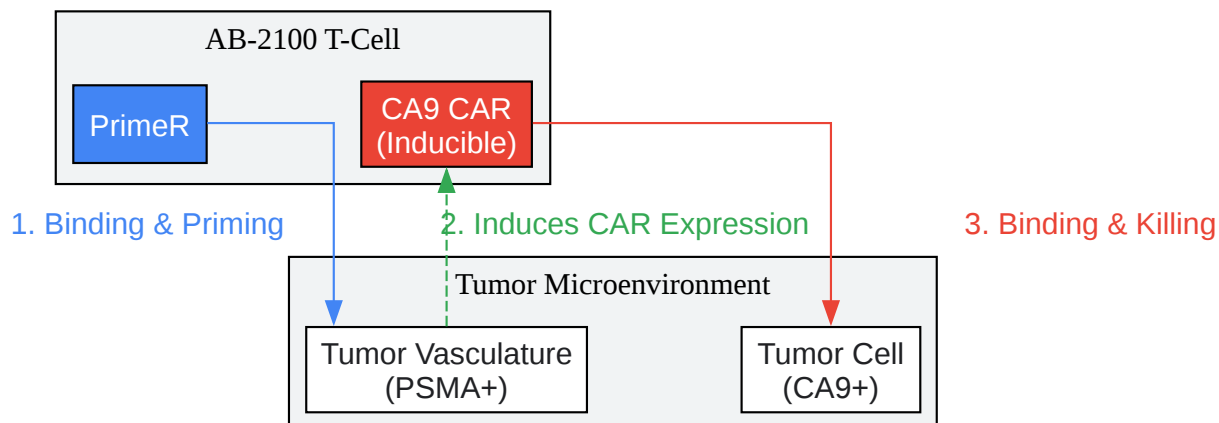 AB-2100 T-Cell
PrimeR
CA9 CAR
(Inducible)
1. Binding & Priming
2. Induces CAR Expression
3. Binding & Killing
Tumor Microenvironment
Tumor Vasculature
(PSMA+)
Tumor Cell
(CA9+)